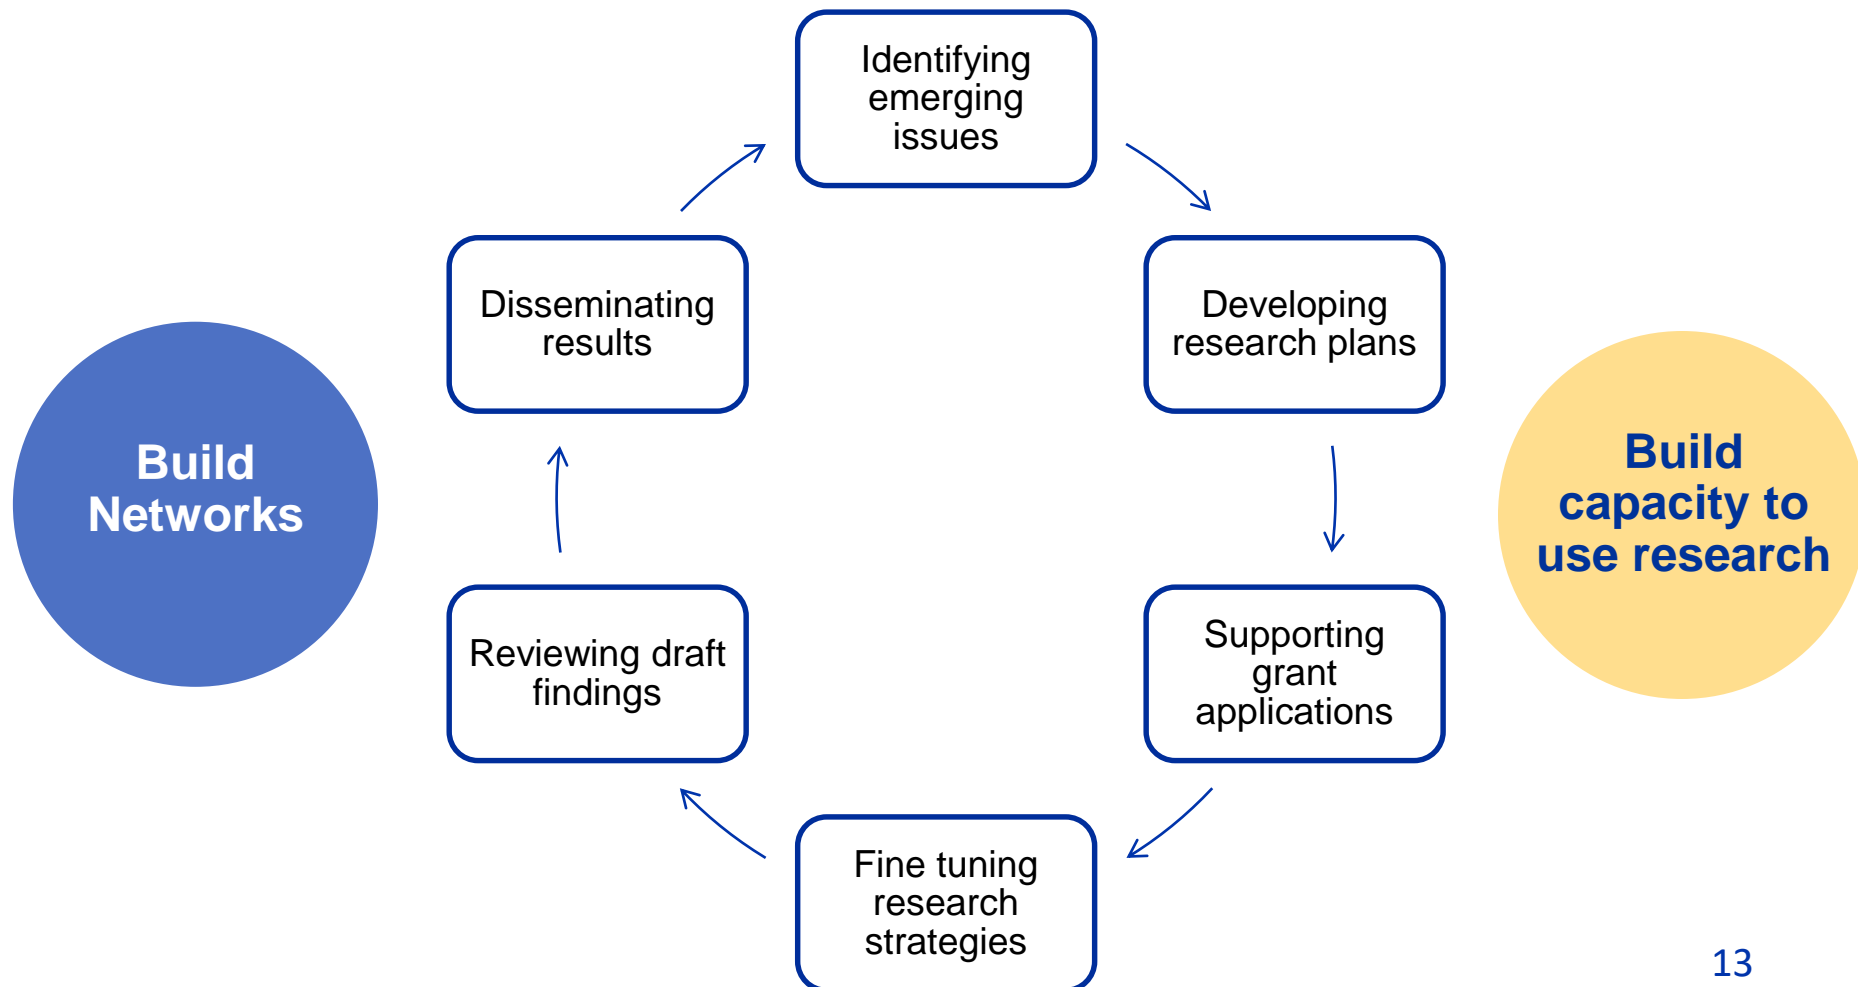 Identifying
emerging
issues
Disseminating
results
Developing
research plans
Build
Networks
Build
capacity to
use research
Reviewing draft
findings
Supporting
grant
applications
Fine tuning
research
strategies
13